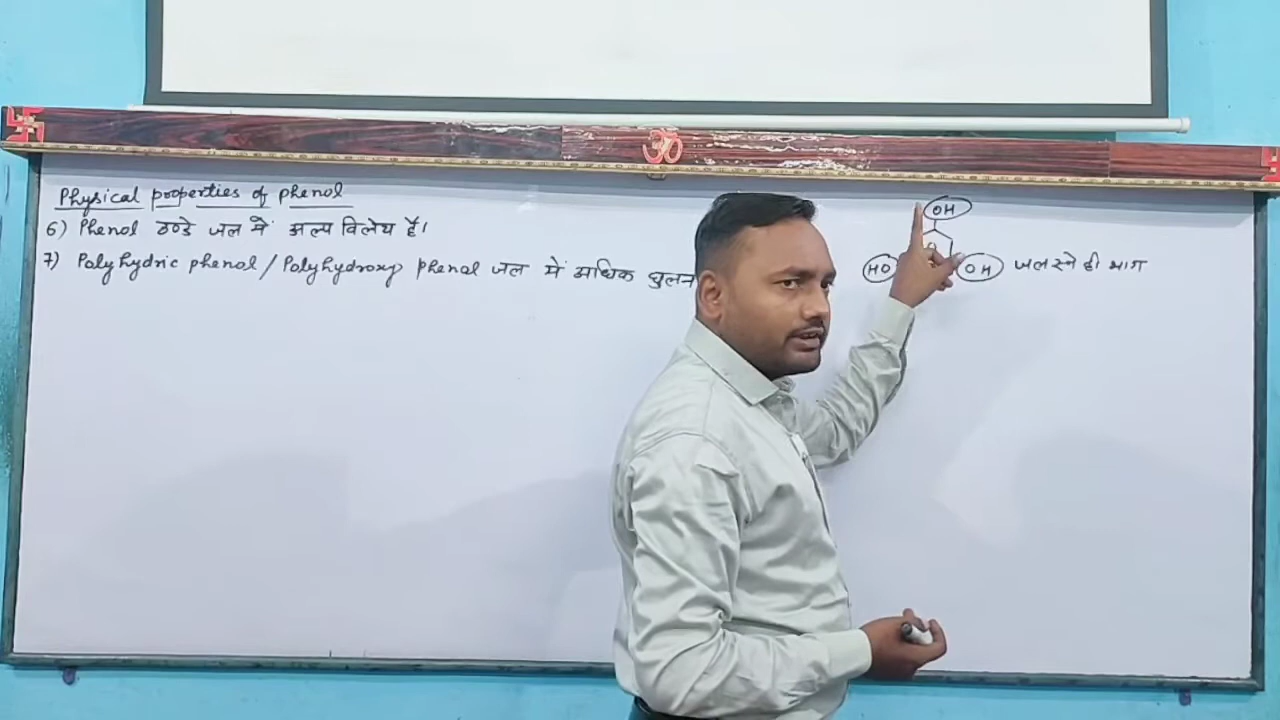 Physical properties of phenol
6) Phenol ठण्डे जल में अल्प विलेय हैं।
7) Polyhydric phenol / Polyhydroxy phenol जल में अधिक घुलन
OH
HO
OH जलस्नेही भाग
ॐ